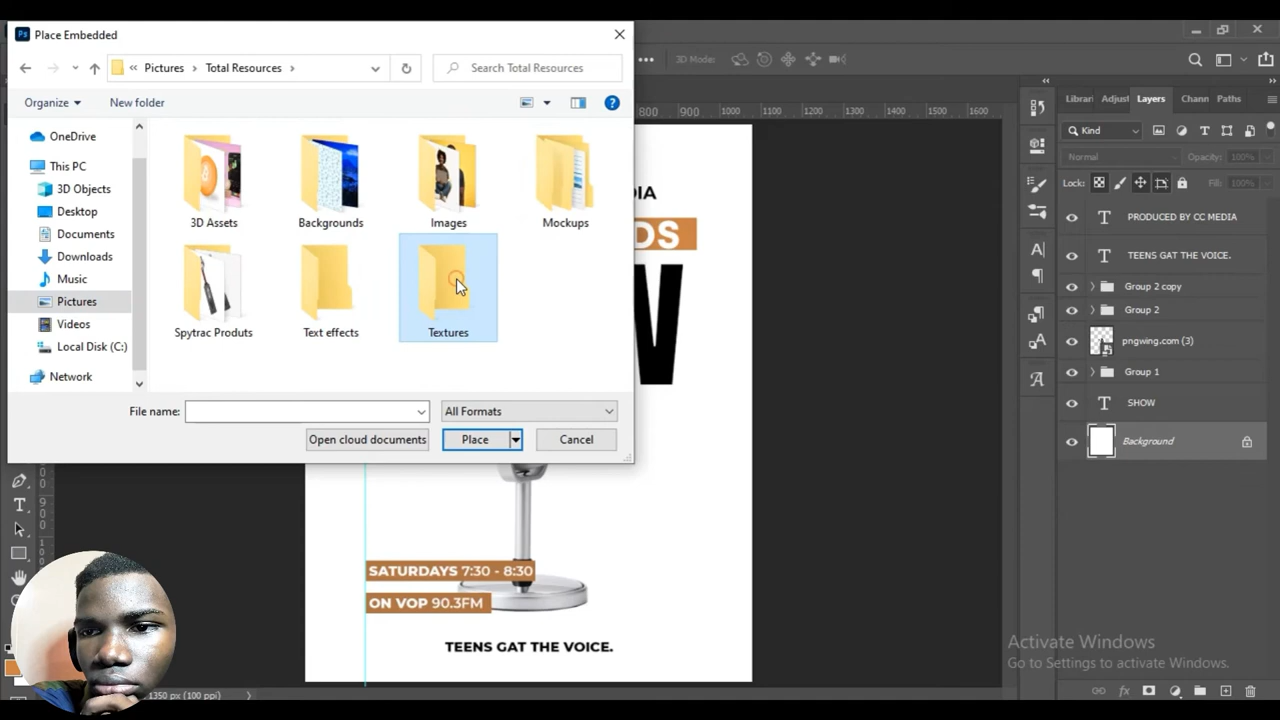 Place Embedded
Pictures
Total Resources
Search Total Resources
Organize
New folder
OneDrive
This PC
3D Objects
Desktop
Documents
Downloads
Music
Pictures
Videos
Local Disk (C:)
Network
3D Assets
Backgrounds
Images
Mockups
Spytrac Produts
Text effects
Textures
File name:
All Formats
Open cloud documents
Place
Cancel
3D Mode:
800
900
1000
1100
1200
1300
1400
1500
1600
DIA
DS
W
SATURDAYS 7:30 - 8:30
ON VOP 90.3FM
TEENS GAT THE VOICE.
1350 px (100 ppi)
Librar
Adjust
Layers
Chann
Paths
Kind
Normal
Opacity:
100%
Lock:
Fill:
100%
PRODUCED BY CC MEDIA
TEENS GAT THE VOICE.
Group 2 copy
Group 2
pngwing.com (3)
Group 1
SHOW
Background
Activate Windows
Go to Settings to activate Windows.